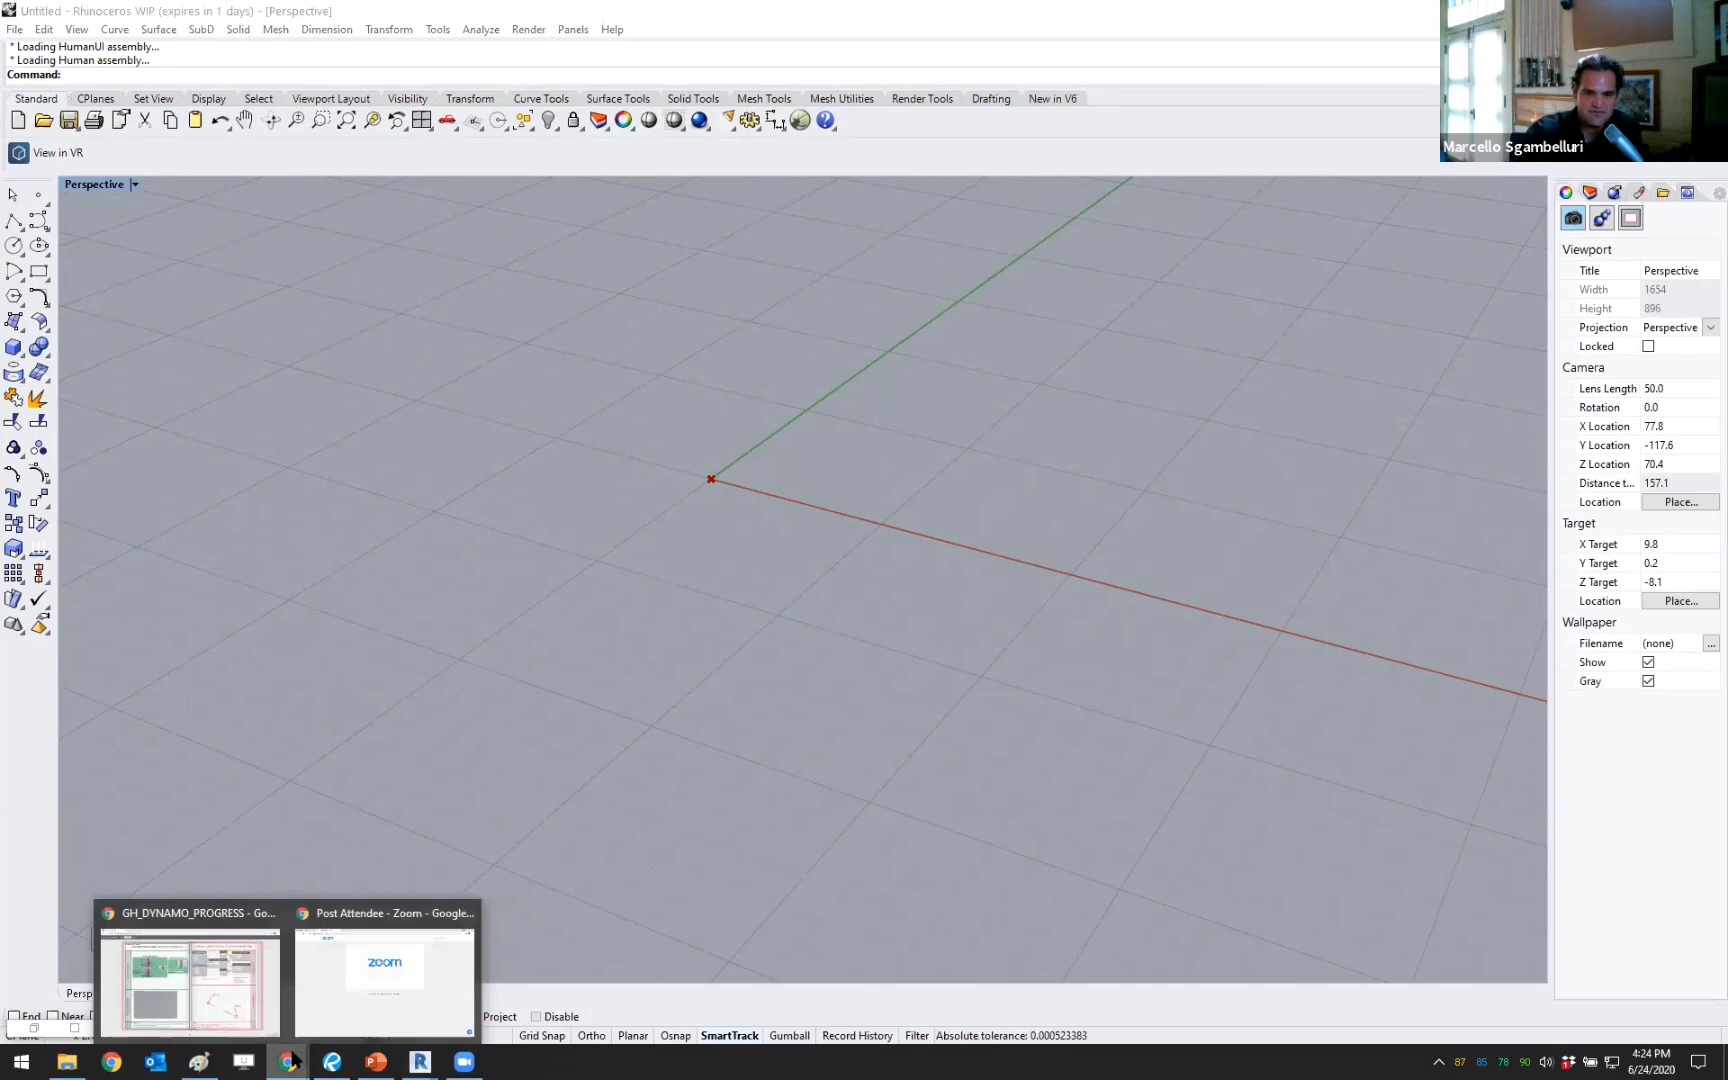 Untitled - Rhinoceros WIP (expires in 1 days) - [Perspective]
File Edit View Curve Surface SubD Solid Mesh Dimension Transform Tools Analyze Render Panels Help
* Loading HumanUI assembly...
* Loading Human assembly...
Command:
Standard CPlanes Set View Display Select Viewport Layout Visibility Transform Curve Tools Surface Tools Solid Tools Mesh Tools Mesh Utilities Render Tools Drafting New in V6
View in VR
Marcello Sgambelluri
Perspective
Viewport
Title Perspective
Width 1654
Height 896
Projection Perspective
Locked
Camera
Lens Length 50.0
Rotation 0.0
X Location 77.8
Y Location -117.6
Z Location 70.4
Distance t... 157.1
Location Place...
Target
X Target 9.8
Y Target 0.2
Z Target -8.1
Location Place...
Wallpaper
Filename (none) ...
Show
Gray
GH_DYNAMO_PROGRESS - Go... Post Attendee - Zoom - Google...
zoom
Persp
End Near Project Disable
Grid Snap Ortho Planar Osnap SmartTrack Gumball Record History Filter Absolute tolerance: 0.000523383
87 85 78 90
4:24 PM
6/24/2020